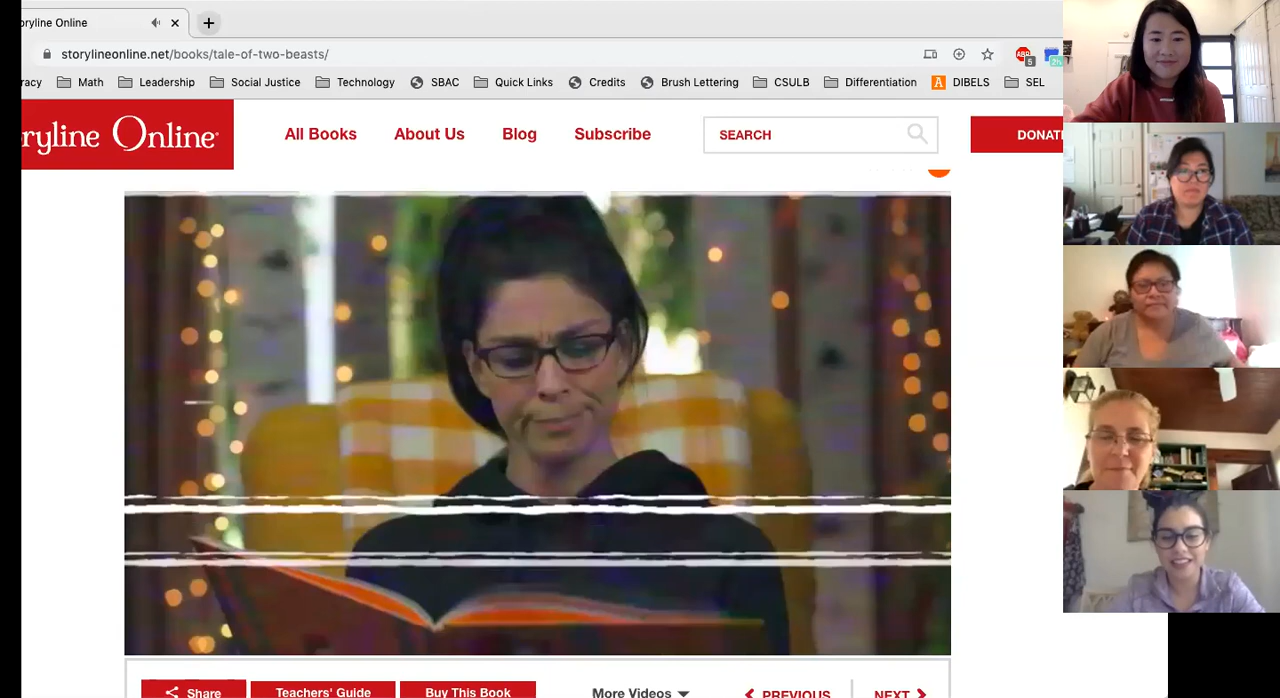 oryline Online
storylineonline.net/books/tale-of-two-beasts/
racy Math Leadership Social Justice Technology SBAC Quick Links Credits Brush Lettering CSULB Differentiation DIBELS SEL
oryline Online
All Books About Us Blog Subscribe SEARCH DONAT
Share Teachers' Guide Buy This Book More Videos PREVIOUS NEXT